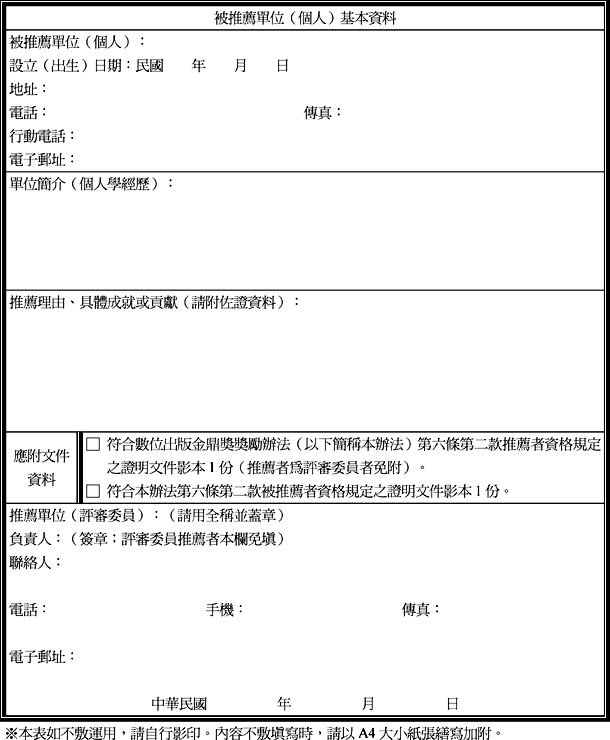 被推薦單位（個人）基本資料
被推薦單位（個人）：
設立（出生）日期：民國　　年　　月　　日
地址：
電話：　　　　　　　　　　　　　　　　　　傳真：
行動電話：
電子郵址：
單位簡介（個人學經歷）：
推薦理由、具體成就或貢獻（請附佐證資料）：
應附文件
資料
□ 符合數位出版金鼎獎獎勵辦法（以下簡稱本辦法）第六條第二款推薦者資格規定
之證明文件影本1份（推薦者為評審委員者免附）。
□ 符合本辦法第六條第二款被推薦者資格規定之證明文件影本1份。
推薦單位（評審委員）：（請用全稱並蓋章）
負責人：（簽章；評審委員推薦者本欄免填）
聯絡人：
電話：　　　　　　　　　　　手機：　　　　　　　　　　　傳真：
電子郵址：
中華民國　　　　　年　　　　　月　　　　　日
※本表如不敷運用，請自行影印。內容不敷填寫時，請以A4大小紙張繕寫加附。